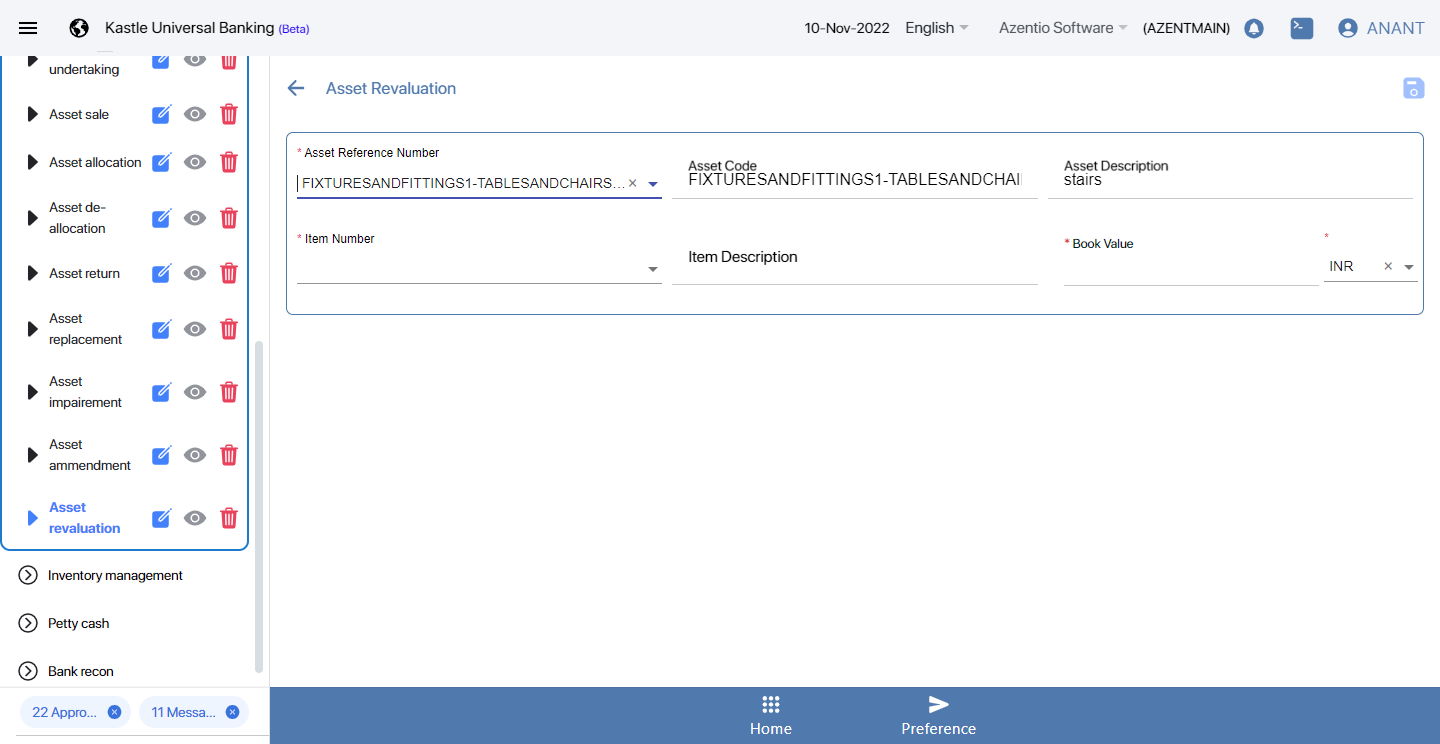 Kastle Universal Banking (Beta)
10-Nov-2022
English
Azentio Software
(AZENTMAIN)
ANANT
undertaking
Asset sale
Asset allocation
Asset de-
allocation
Asset return
Asset
replacement
Asset
impairement
Asset
ammendment
Asset
revaluation
Inventory management
Petty cash
Bank recon
22 Appro...
11 Messa...
Asset Revaluation
* Asset Reference Number
FIXTURESANDFITTINGS1-TABLESANDCHAIRS...
Asset Code
FIXTURESANDFITTINGS1-TABLESANDCHAI
Asset Description
stairs
* Item Number
Item Description
* Book Value
*
INR
Home
Preference